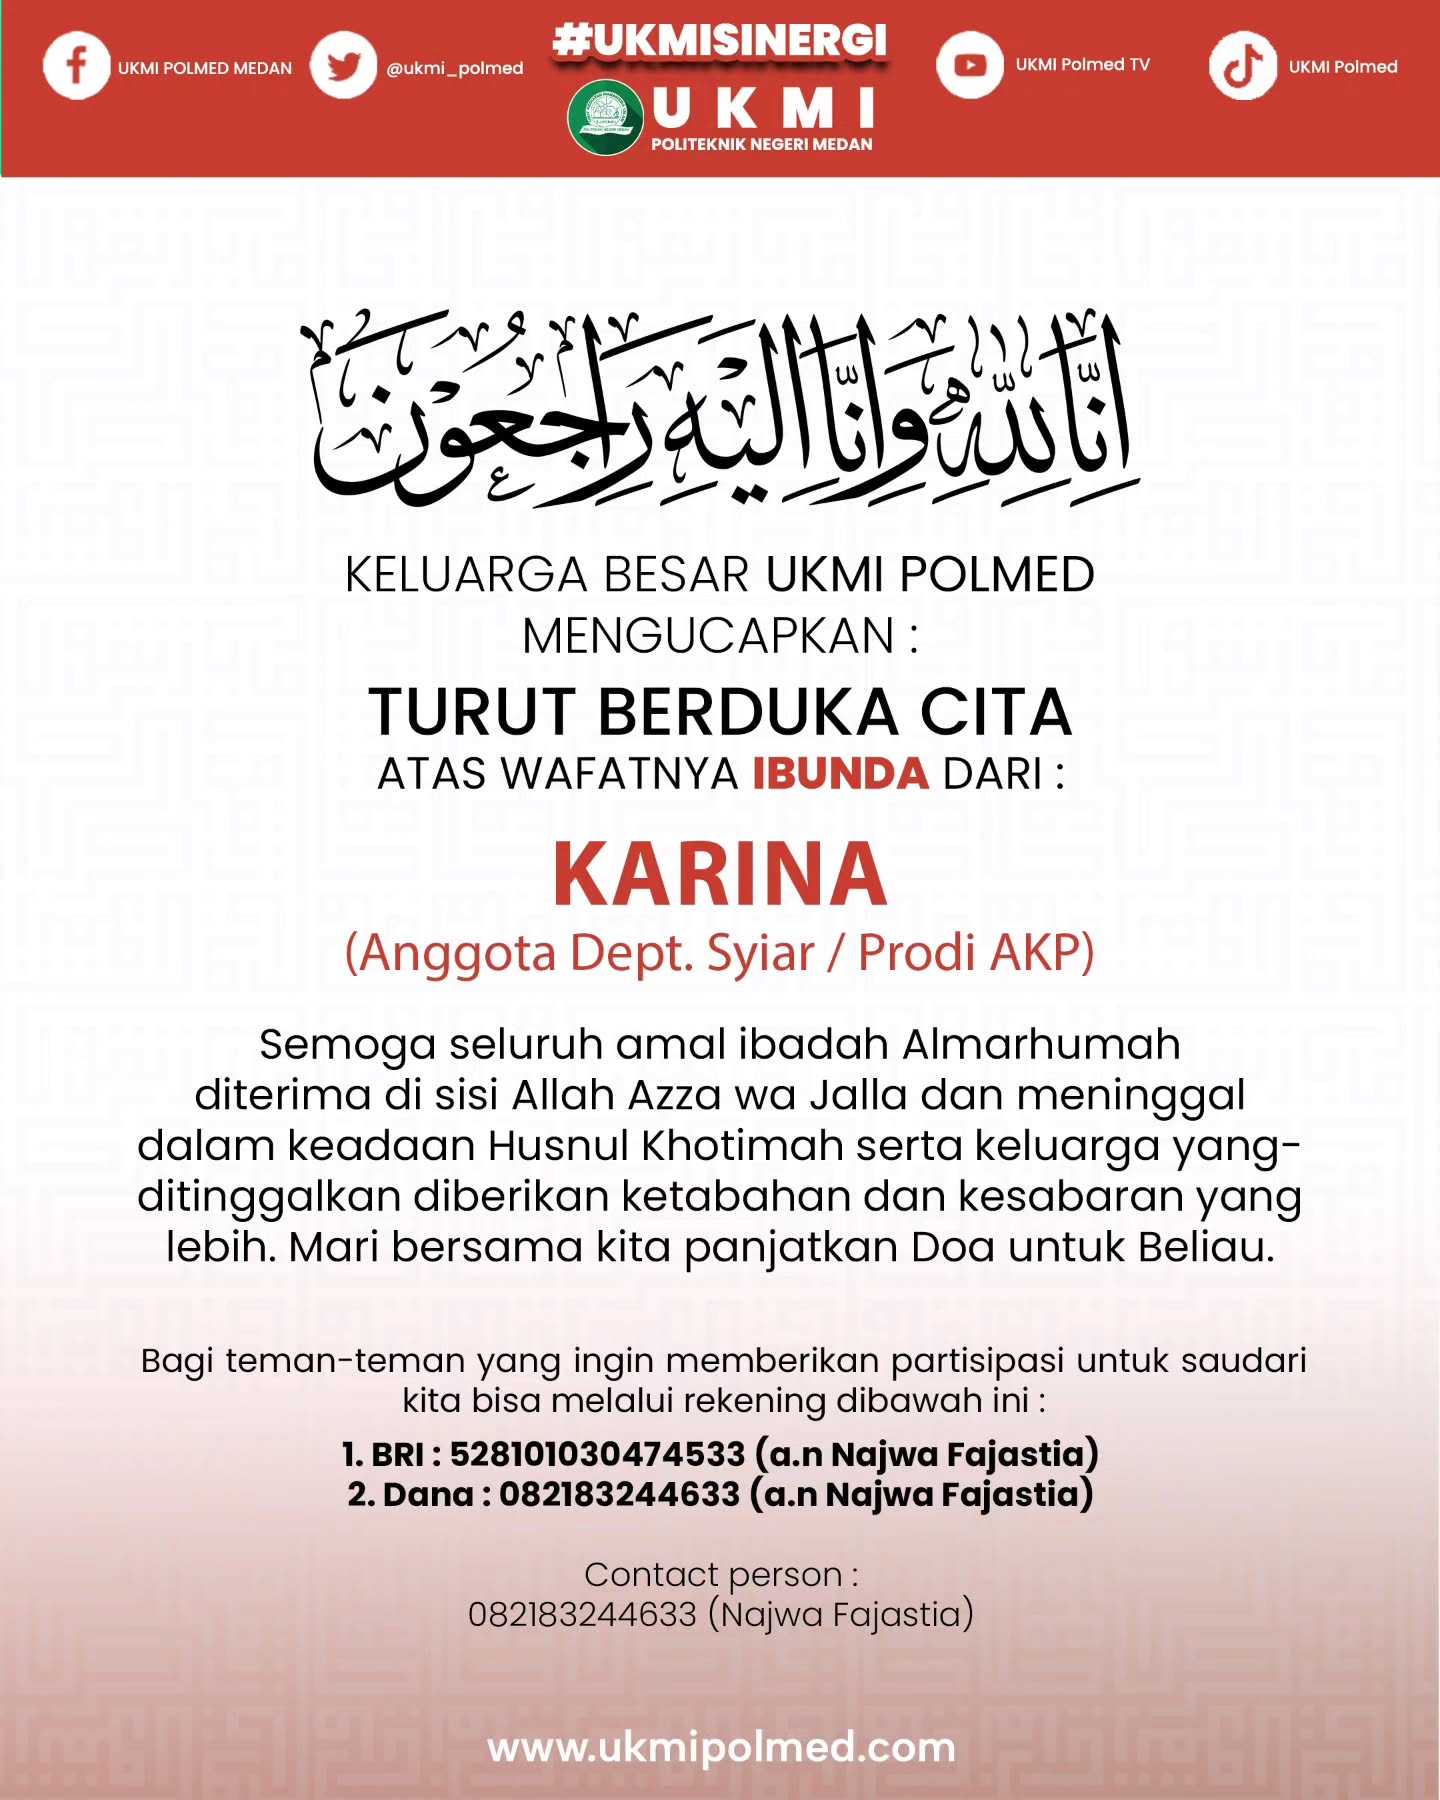 #UKMISINERGI
UKMI POLMED MEDAN
@ukmi_polmed
UKMI Polmed TV
UKMI Polmed
UKMI
POLITEKNIK NEGERI MEDAN
اِنَّا لِلّٰهِ وَاِنَّا اِلَيْهِ رَاجِعُوْنَ
KELUARGA BESAR UKMI POLMED
MENGUCAPKAN :
TURUT BERDUKA CITA
ATAS WAFATNYA IBUNDA DARI :
KARINA
(Anggota Dept. Syiar / Prodi AKP)
Semoga seluruh amal ibadah Almarhumah
diterima di sisi Allah Azza wa Jalla dan meninggal
dalam keadaan Husnul Khotimah serta keluarga yang-
ditinggalkan diberikan ketabahan dan kesabaran yang
lebih. Mari bersama kita panjatkan Doa untuk Beliau.
Bagi teman-teman yang ingin memberikan partisipasi untuk saudari
kita bisa melalui rekening dibawah ini :
1. BRI : 528101030474533 (a.n Najwa Fajastia)
2. Dana : 082183244633 (a.n Najwa Fajastia)
Contact person :
082183244633 (Najwa Fajastia)
www.ukmipolmed.com